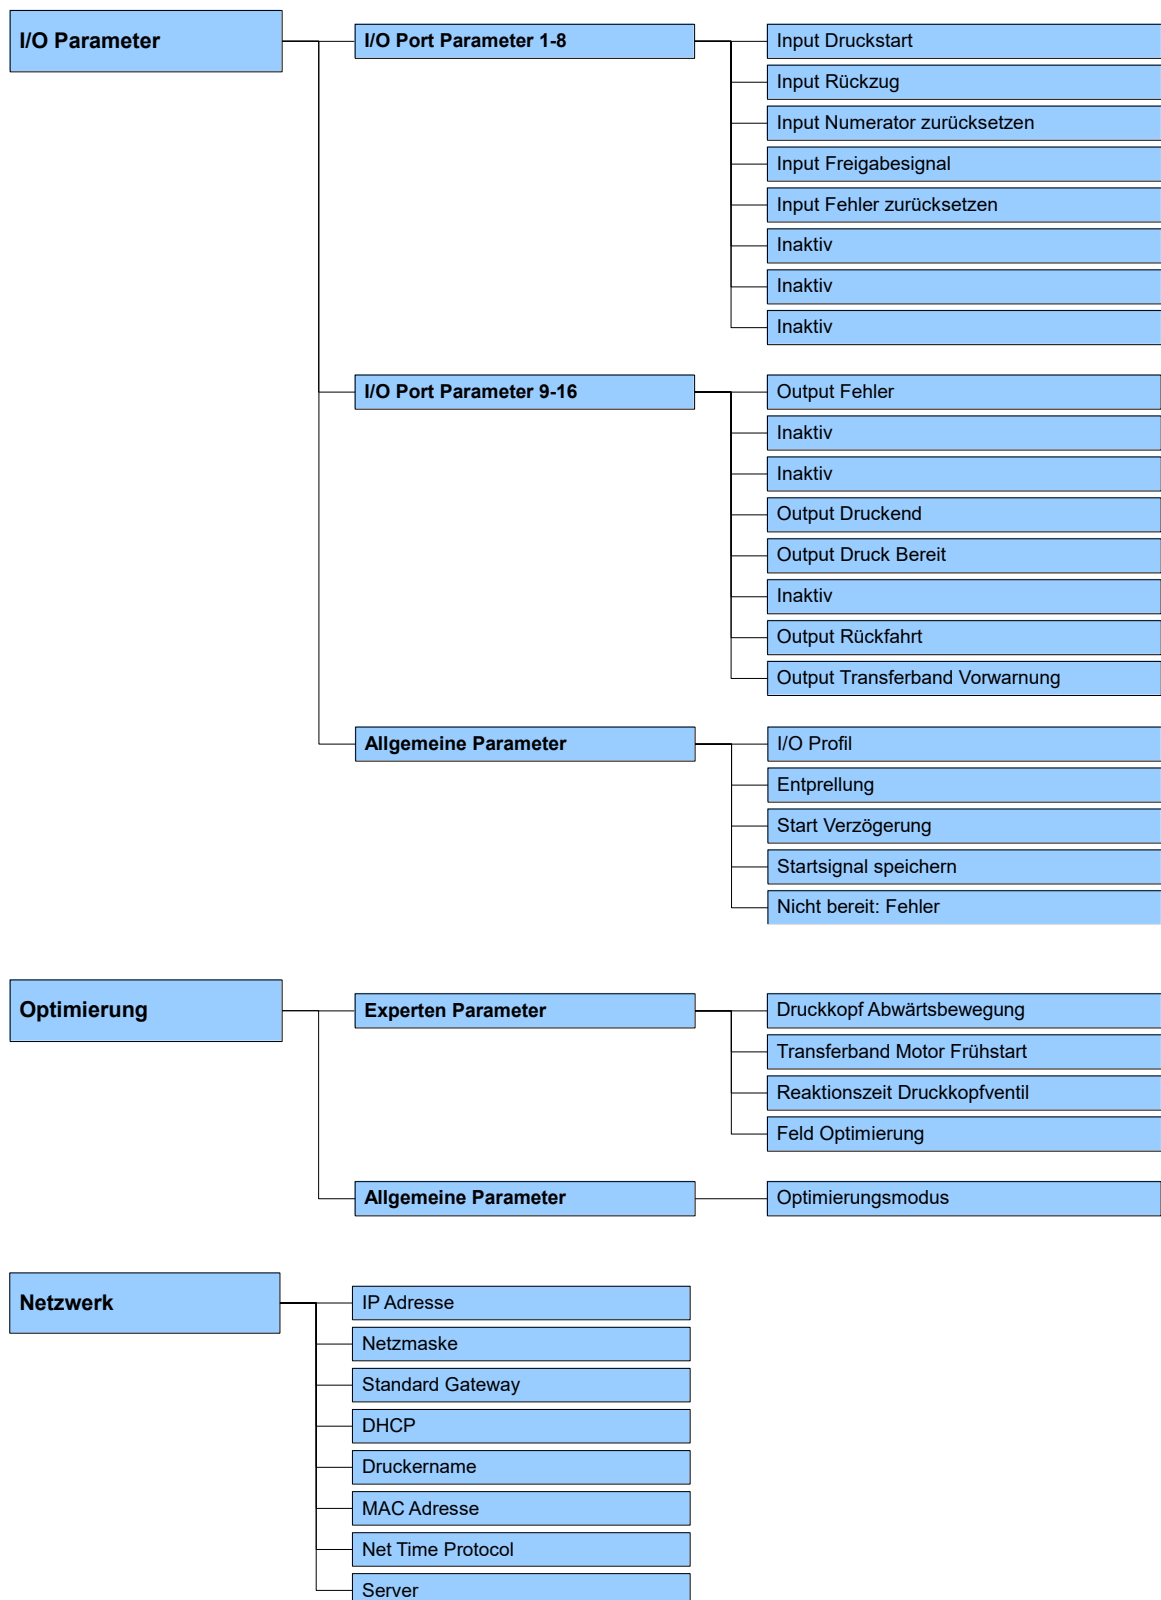 I/O Parameter
I/O Port Parameter 1-8
Input Druckstart
Input Rückzug
Input Numerator zurücksetzen
Input Freigabesignal
Input Fehler zurücksetzen
Inaktiv
Inaktiv
Inaktiv
I/O Port Parameter 9-16
Output Fehler
Inaktiv
Inaktiv
Output Druckend
Output Druck Bereit
Inaktiv
Output Rückfahrt
Output Transferband Vorwarnung
Allgemeine Parameter
I/O Profil
Entprellung
Start Verzögerung
Startsignal speichern
Nicht bereit: Fehler
Optimierung
Experten Parameter
Druckkopf Abwärtsbewegung
Transferband Motor Frühstart
Reaktionszeit Druckkopfventil
Feld Optimierung
Allgemeine Parameter
Optimierungsmodus
Netzwerk
IP Adresse
Netzmaske
Standard Gateway
DHCP
Druckername
MAC Adresse
Net Time Protocol
Server